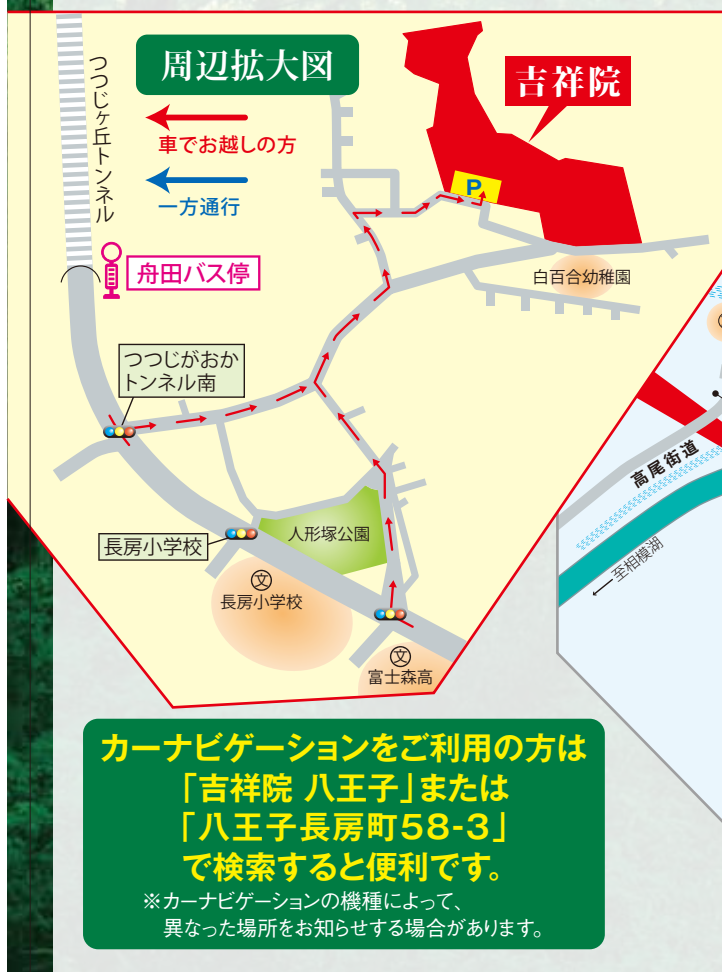 周辺拡大図
車でお越しの方
一方通行
つつじヶ丘トンネル
舟田バス停
吉祥院
P
白百合幼稚園
つつじがおか
トンネル南
長房小学校
人形塚公園
文
長房小学校
文
富士森高
高尾街道
至相模湖
カーナビゲーションをご利用の方は
「吉祥院 八王子」または
「八王子長房町58-3」
で検索すると便利です。
※カーナビゲーションの機種によって、
異なった場所をお知らせする場合があります。